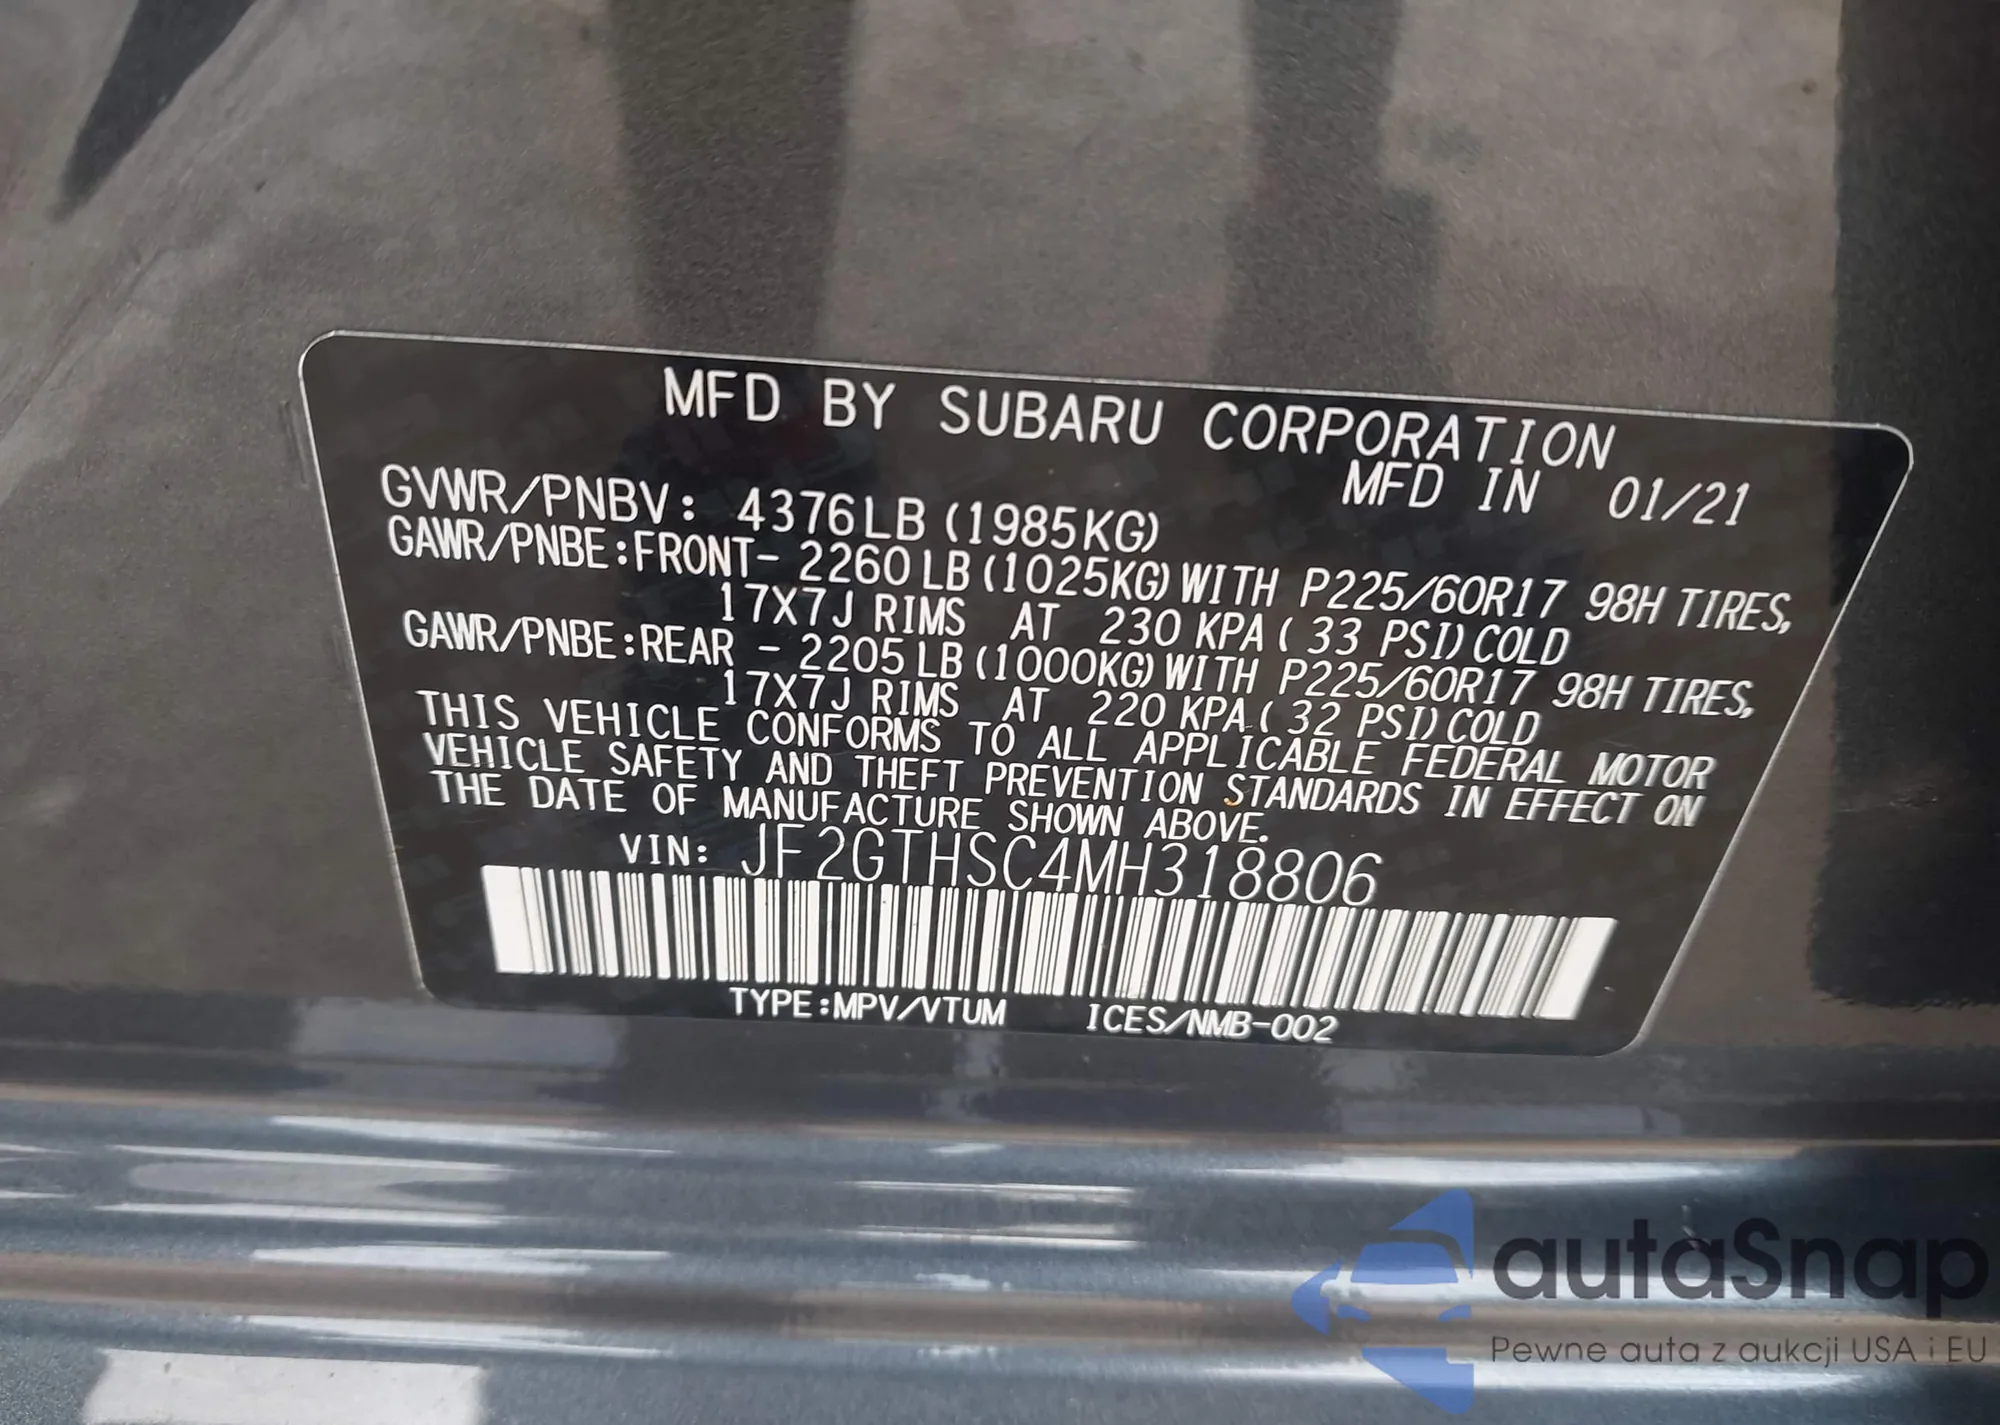 MFD BY SUBARU CORPORATION
MFD IN 01/21
GVWR/PNBV: 4376LB (1985KG)
GAWR/PNBE:FRONT- 2260LB (1025KG) WITH P225/60R17 98H TIRES,
17X7J RIMS AT 230 KPA ( 33 PSI) COLD
GAWR/PNBE:REAR - 2205LB (1000KG) WITH P225/60R17 98H TIRES,
17X7J RIMS AT 220 KPA ( 32 PSI) COLD
THIS VEHICLE CONFORMS TO ALL APPLICABLE FEDERAL MOTOR
VEHICLE SAFETY AND THEFT PREVENTION STANDARDS IN EFFECT ON
THE DATE OF MANUFACTURE SHOWN ABOVE.
VIN: JF2GTHSC4MH318806
TYPE:MPV/VTUM ICES/NMB-002
autaSnap
Pewne auta z aukcji USA i EU